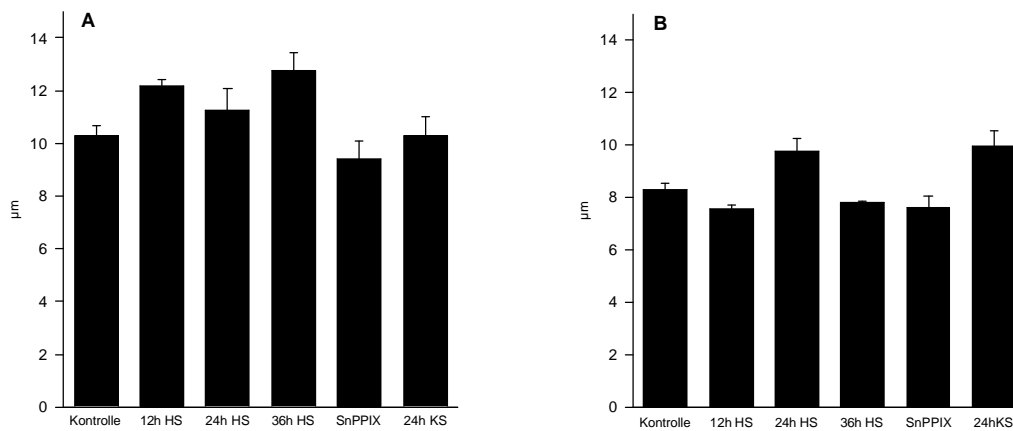 A
14
12
10
8
6
4
2
0
µm
Kontrolle 12h HS 24h HS 36h HS SnPPIX 24h KS
B
14
12
10
8
6
4
2
0
µm
Kontrolle 12h HS 24h HS 36h HS SnPPIX 24hKS